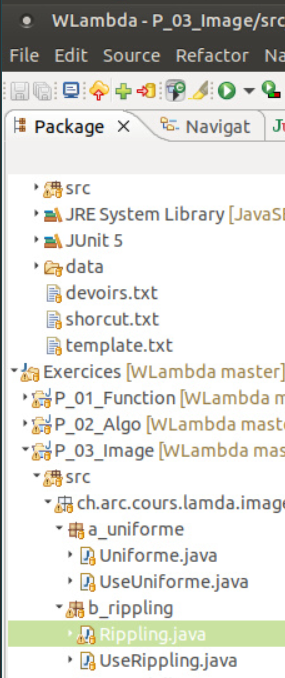 WLambda - P_03_Image/src
File Edit Source Refactor Na
Package Navigat Ju
src
JRE System Library [JavaSE
JUnit 5
data
devoirs.txt
shorcut.txt
template.txt
Exercices [WLambda master]
P_01_Function [WLambda m
P_02_Algo [WLambda maste
P_03_Image [WLambda mas
src
ch.arc.cours.lamda.image
a_uniforme
Uniforme.java
UseUniforme.java
b_rippling
Rippling.java
UseRippling.java